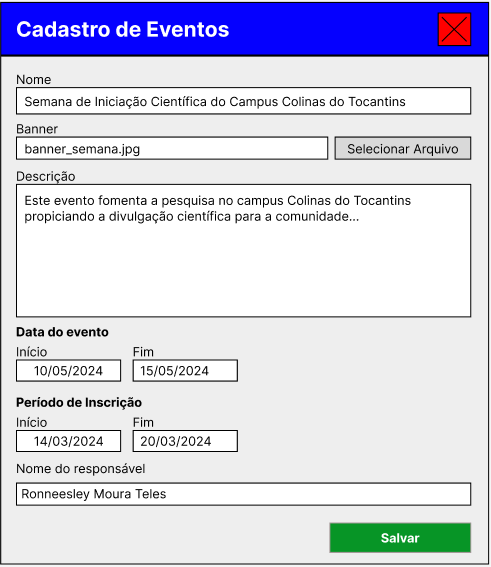 Cadastro de Eventos
Nome
Semana de Iniciação Científica do Campus Colinas do Tocantins
Banner
banner_semana.jpg
Selecionar Arquivo
Descrição
Este evento fomenta a pesquisa no campus Colinas do Tocantins
propiciando a divulgação científica para a comunidade...
Data do evento
Início Fim
10/05/2024 15/05/2024
Período de Inscrição
Início Fim
14/03/2024 20/03/2024
Nome do responsável
Ronneesley Moura Teles
Salvar